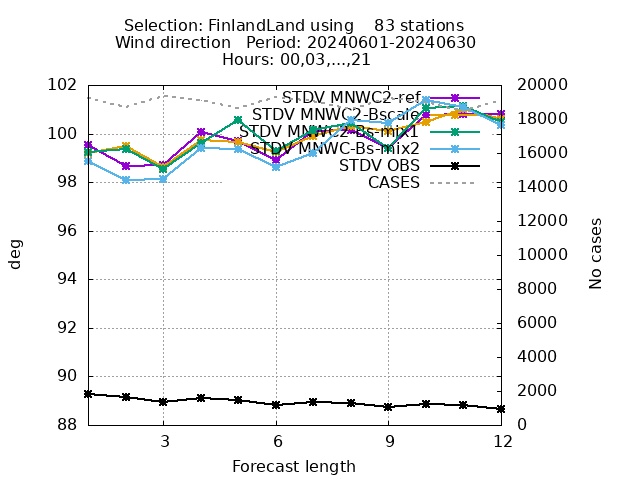 Selection: FinlandLand using    83 stations
Wind direction   Period: 20240601-20240630
Hours: 00,03,...,21
102
100
98
96
94
92
90
88
20000
18000
16000
14000
12000
10000
8000
6000
4000
2000
0
STDV MNWC2-ref
STDV MNWC2-Bscale
STDV MNWC2-Bs-mix1
STDV MNWC-Bs-mix2
STDV OBS
CASES
deg
No cases
3
6
9
12
Forecast length